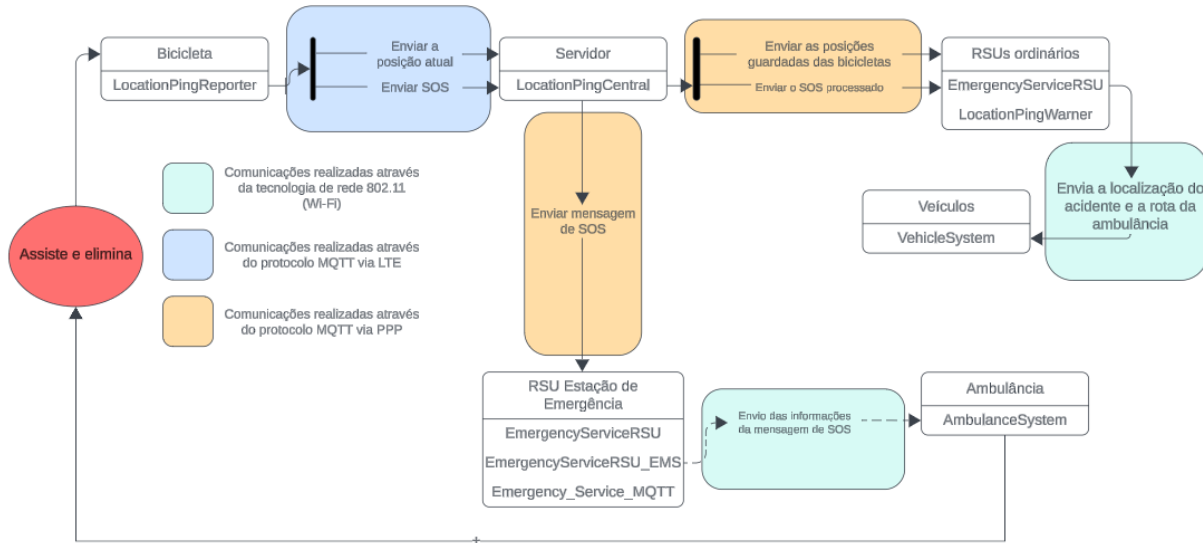 Bicicleta
LocationPingReporter
Enviar a
posição atual
Enviar SOS
Servidor
LocationPingCentral
Enviar as posições
guardadas das bicicletas
Enviar o SOS processado
RSUs ordinários
EmergencyServiceRSU
LocationPingWarner
Comunicações realizadas através
da tecnologia de rede 802.11
(Wi-Fi)
Comunicações realizadas através
do protocolo MQTT via LTE
Comunicações realizadas através
do protocolo MQTT via PPP
Assiste e elimina
Enviar mensagem
de SOS
Veículos
VehicleSystem
Envia a localização do
acidente e a rota da
ambulância
RSU Estação de
Emergência
EmergencyServiceRSU
EmergencyServiceRSU_EMS
Emergency_Service_MQTT
Envio das informações
da mensagem de SOS
Ambulância
AmbulanceSystem